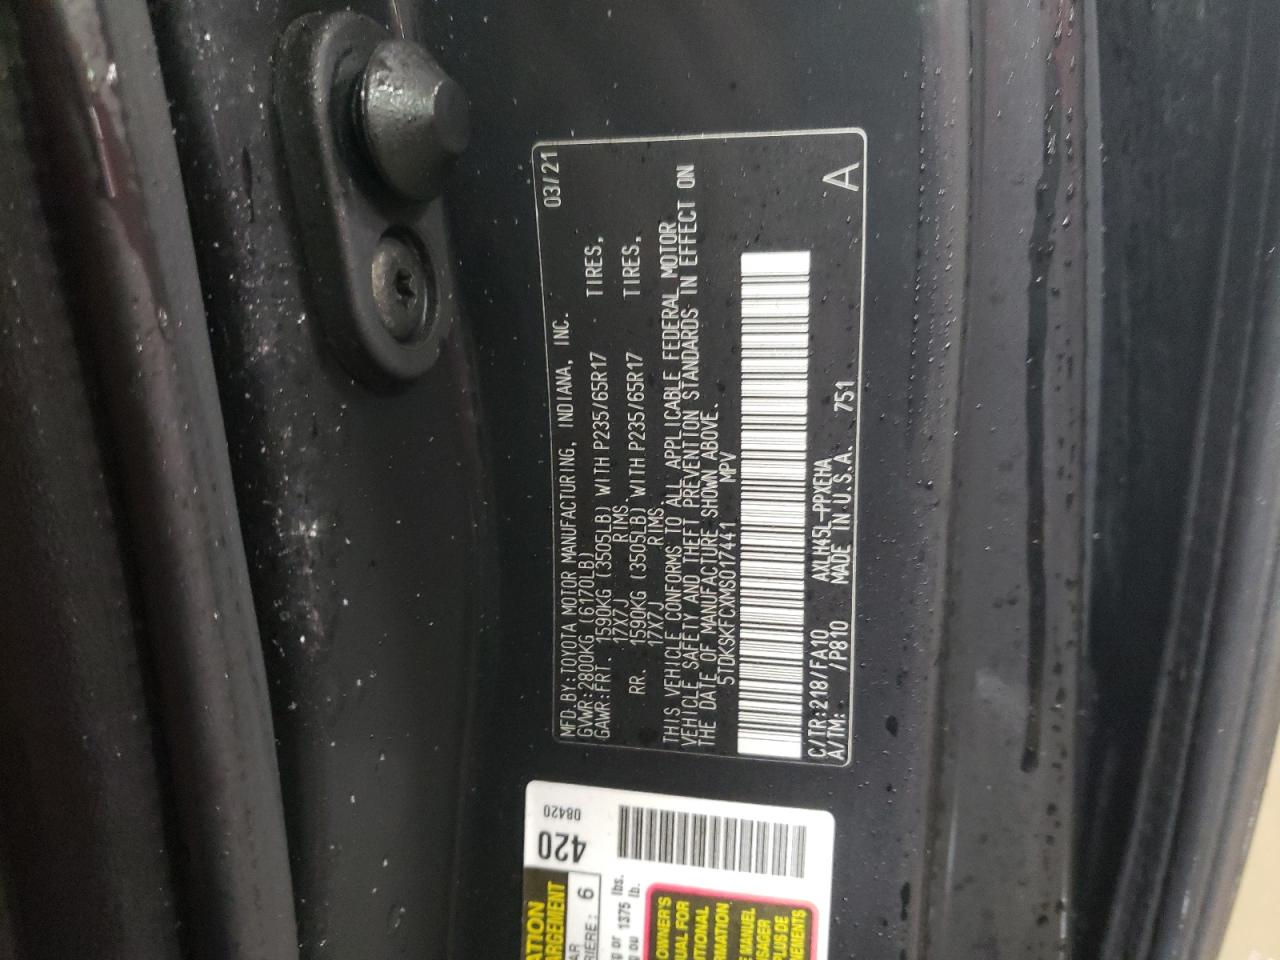 03/21
MFD.BY:TOYOTA MOTOR MANUFACTURING, INDIANA, INC.
GVWR:2800KG (6170LB)
GAWR:FRT. 1590KG (3505LB) WITH P235/65R17 TIRES,
17X7J RIMS
RR. 1590KG (3505LB) WITH P235/65R17 TIRES,
17X7J RIMS
THIS VEHICLE CONFORMS TO ALL APPLICABLE FEDERAL MOTOR
VEHICLE SAFETY AND THEFT PREVENTION STANDARDS IN EFFECT ON
THE DATE OF MANUFACTURE SHOWN ABOVE.
5TDKSKFCXMS017441 MPV
C/TR:218/FA10 AXLH45L-PPXEHA
A/TM: /P810 MADE IN U.S.A. 751
A
420
08420
6
1375 lbs.
lb.
OWNER'S